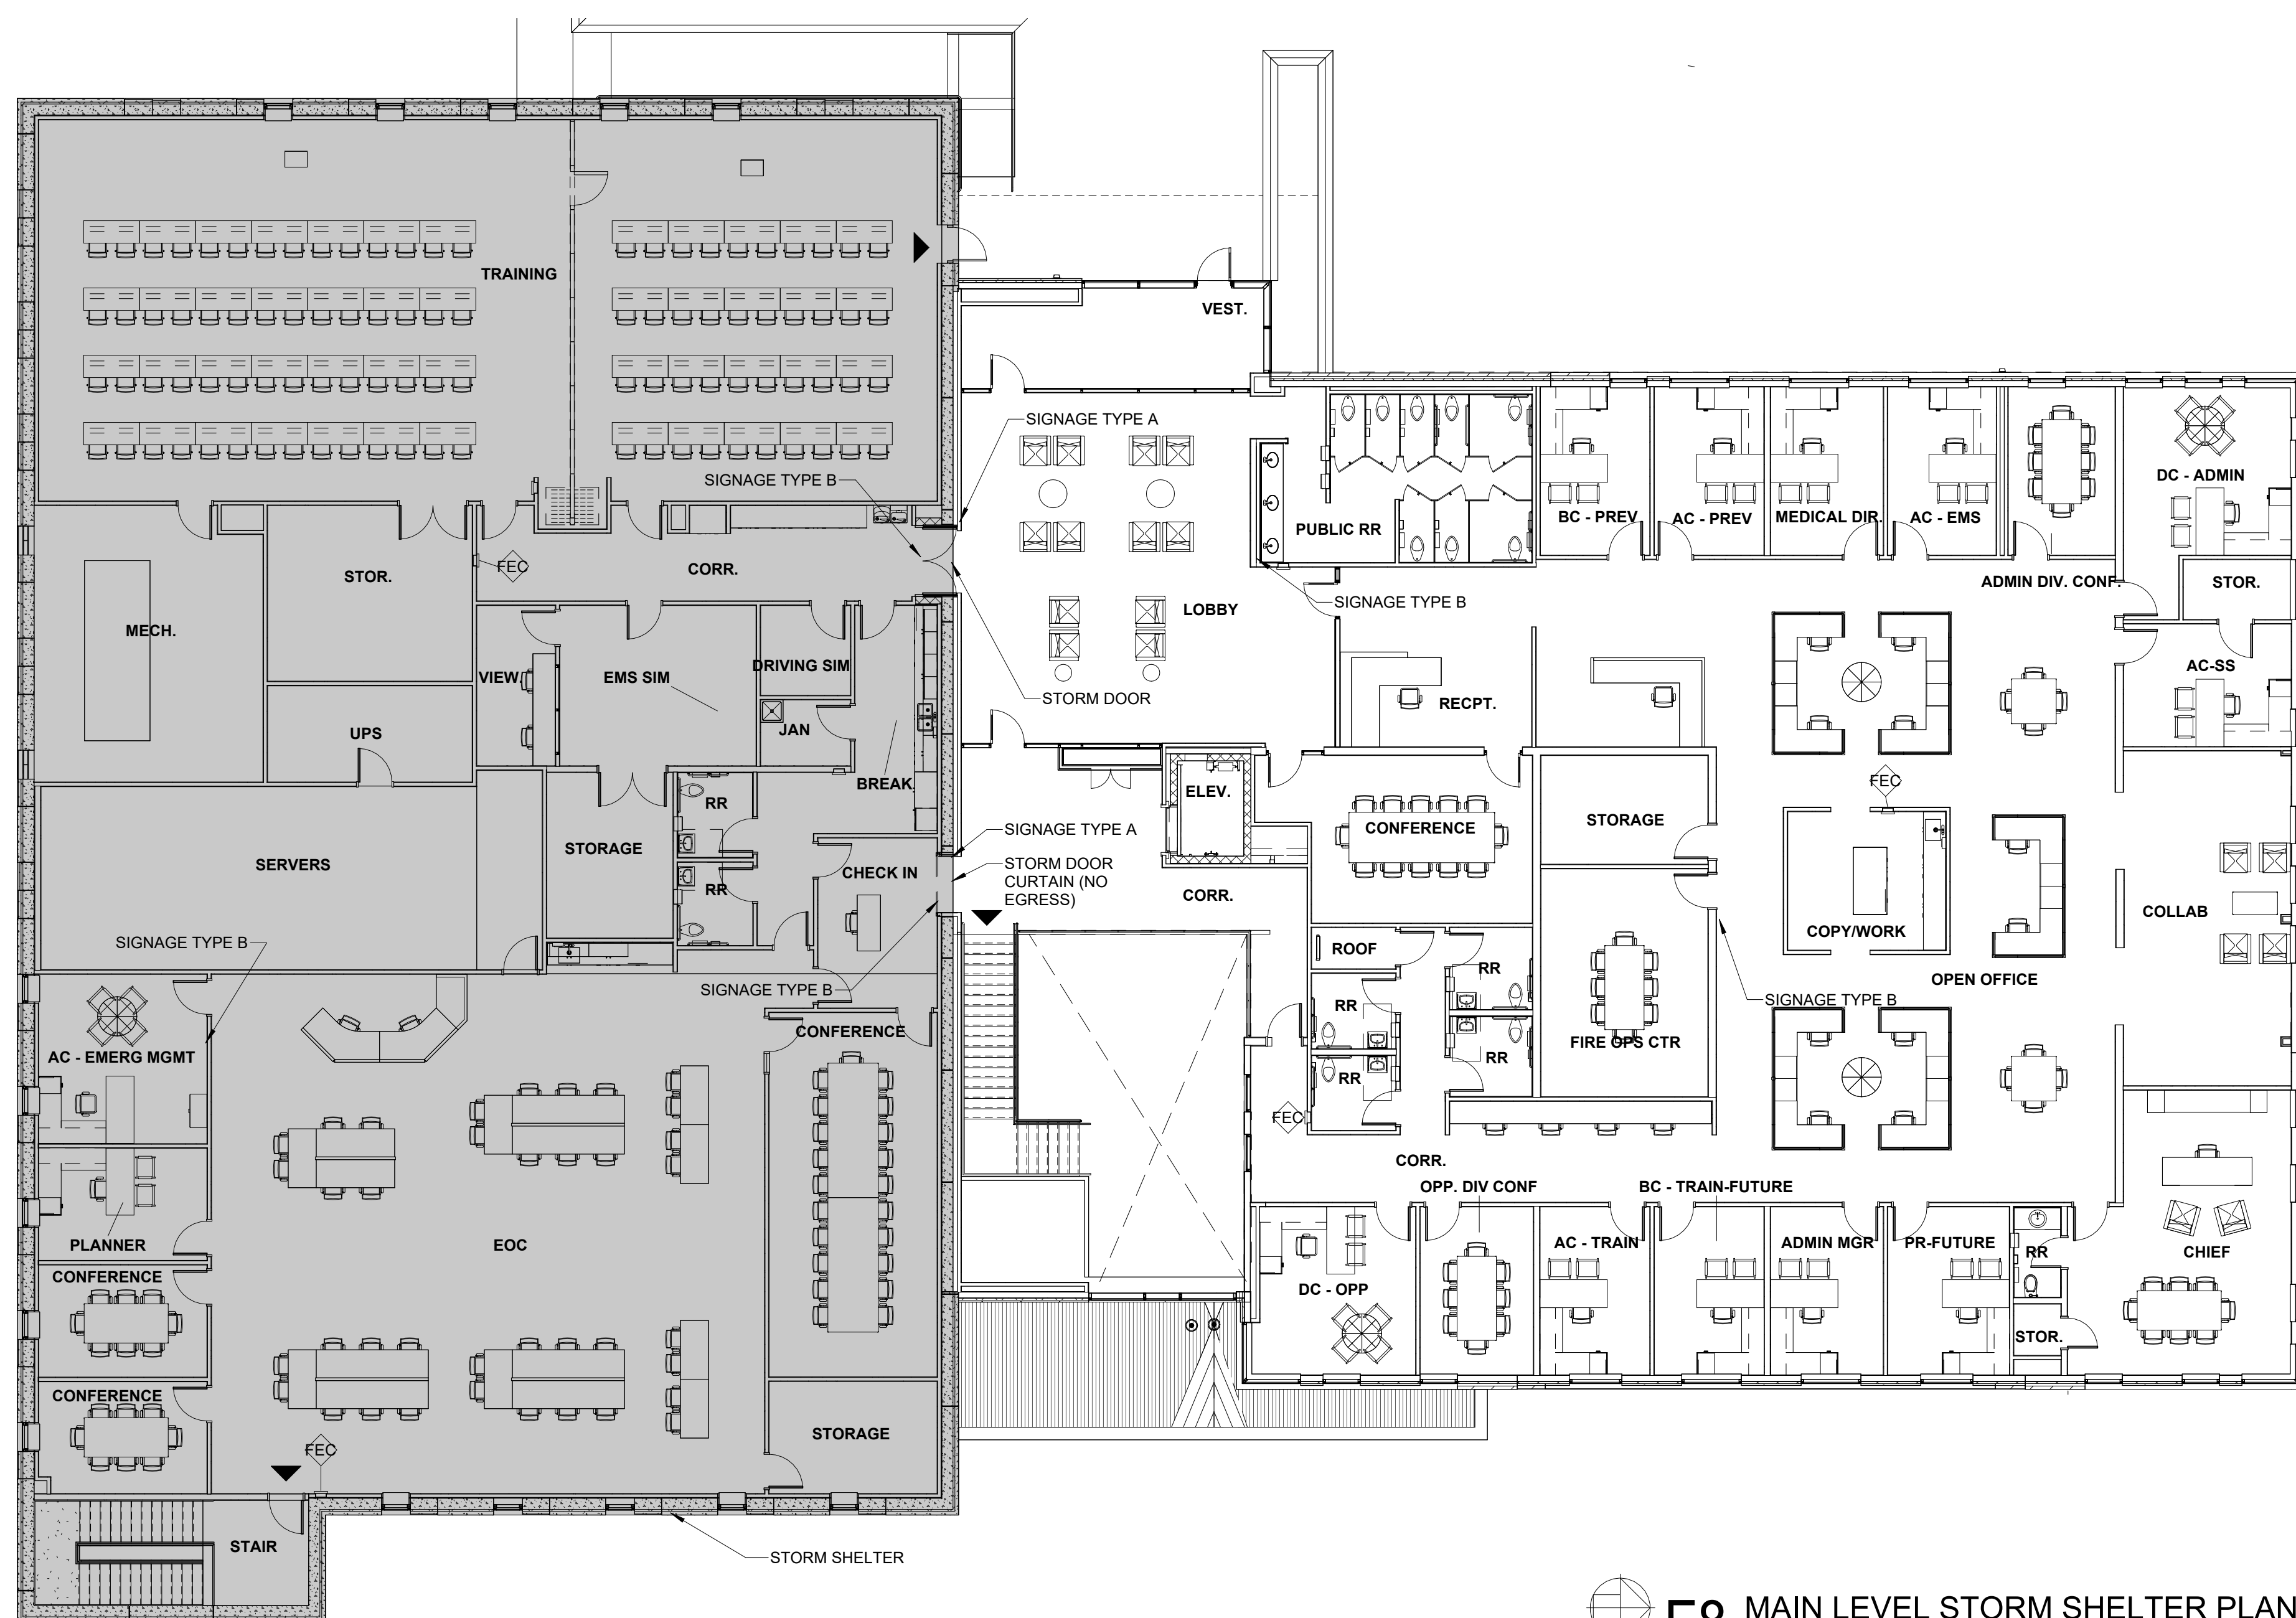 TRAINING
VEST.
SIGNAGE TYPE A
SIGNAGE TYPE B
DC - ADMIN
BC - PREV
AC - PREV
MEDICAL DIR.
AC - EMS
PUBLIC RR
FEC
CORR.
STOR.
ADMIN DIV. CONF.
STOR.
MECH.
LOBBY
SIGNAGE TYPE B
VIEW.
EMS SIM
DRIVING SIM
AC-SS
STORM DOOR
RECPT.
UPS
JAN
BREAK
ELEV.
FEC
RR
STORAGE
CONFERENCE
SIGNAGE TYPE A
STORAGE
SERVERS
CHECK IN
STORM DOOR
CURTAIN (NO
EGRESS)
RR
CORR.
COLLAB
COPY/WORK
SIGNAGE TYPE B
ROOF
RR
OPEN OFFICE
SIGNAGE TYPE B
SIGNAGE TYPE B
RR
CONFERENCE
FIRE OPS CTR
AC - EMERG MGMT
RR
RR
FEC
CORR.
OPP. DIV CONF
BC - TRAIN-FUTURE
PLANNER
EOC
AC - TRAIN
ADMIN MGR
PR-FUTURE
RR
CHIEF
CONFERENCE
DC - OPP
STOR.
CONFERENCE
STORAGE
FEC
STAIR
STORM SHELTER
MAIN LEVEL STORM SHELTER PLAN